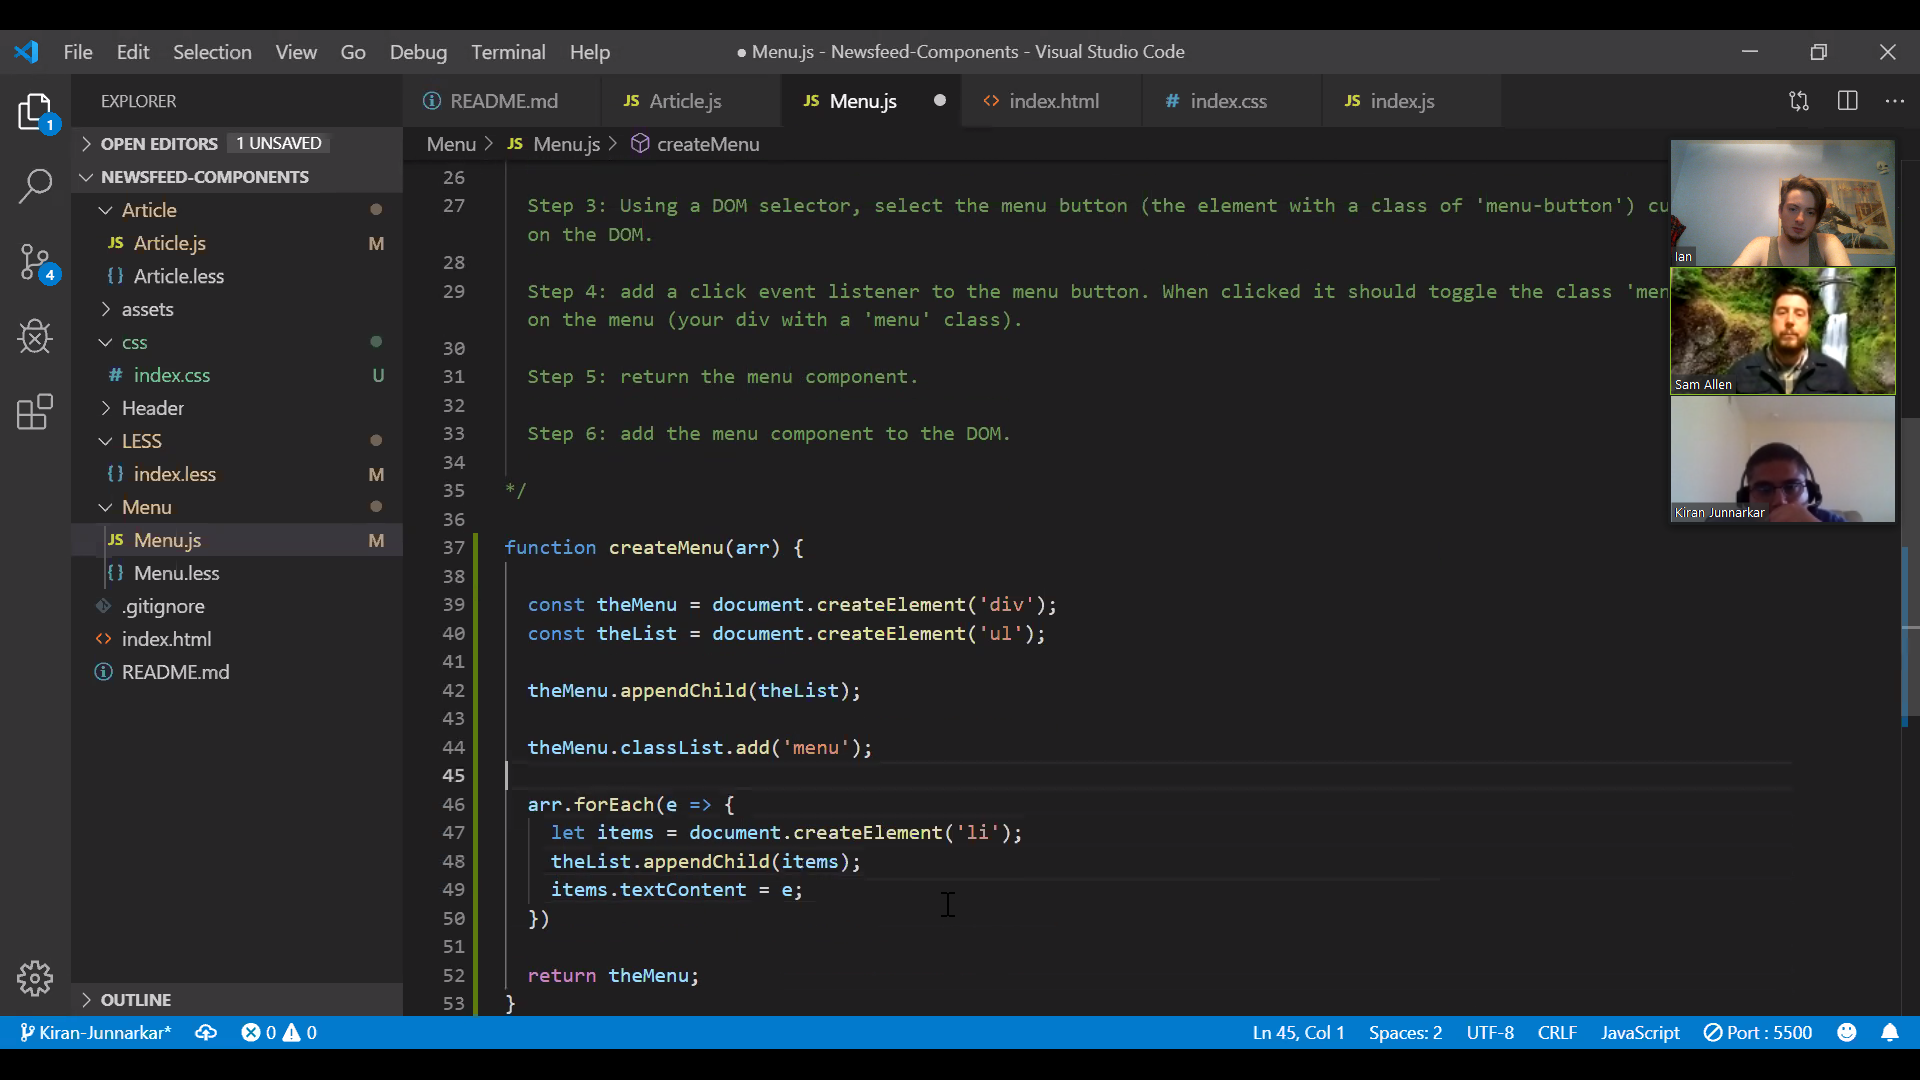 File Edit Selection View Go Debug Terminal Help
● Menu.js - Newsfeed-Components - Visual Studio Code
EXPLORER
README.md
JS Article.js
JS Menu.js
<> index.html
# index.css
JS index.js
OPEN EDITORS 1 UNSAVED
NEWSFEED-COMPONENTS
Article
JS Article.js M
{} Article.less
assets
css
# index.css U
Header
LESS
{} index.less M
Menu
JS Menu.js M
{} Menu.less
.gitignore
<> index.html
README.md
OUTLINE
1
4
Menu > JS Menu.js > createMenu
26
27 Step 3: Using a DOM selector, select the menu button (the element with a class of 'menu-button') cu
on the DOM.
28
29 Step 4: add a click event listener to the menu button. When clicked it should toggle the class 'men
on the menu (your div with a 'menu' class).
30
31 Step 5: return the menu component.
32
33 Step 6: add the menu component to the DOM.
34
35 */
36
37 function createMenu(arr) {
38
39 const theMenu = document.createElement('div');
40 const theList = document.createElement('ul');
41
42 theMenu.appendChild(theList);
43
44 theMenu.classList.add('menu');
45
46 arr.forEach(e => {
47 let items = document.createElement('li');
48 theList.appendChild(items);
49 items.textContent = e;
50 })
51
52 return theMenu;
53 }
Ian
Sam Allen
Kiran Junnarkar
Kiran-Junnarkar* 0 0
Ln 45, Col 1 Spaces: 2 UTF-8 CRLF JavaScript Port : 5500